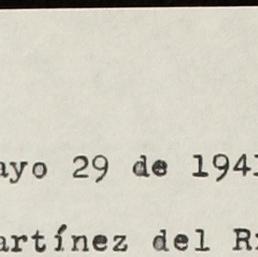 ayo 29 de 194
artínez del R